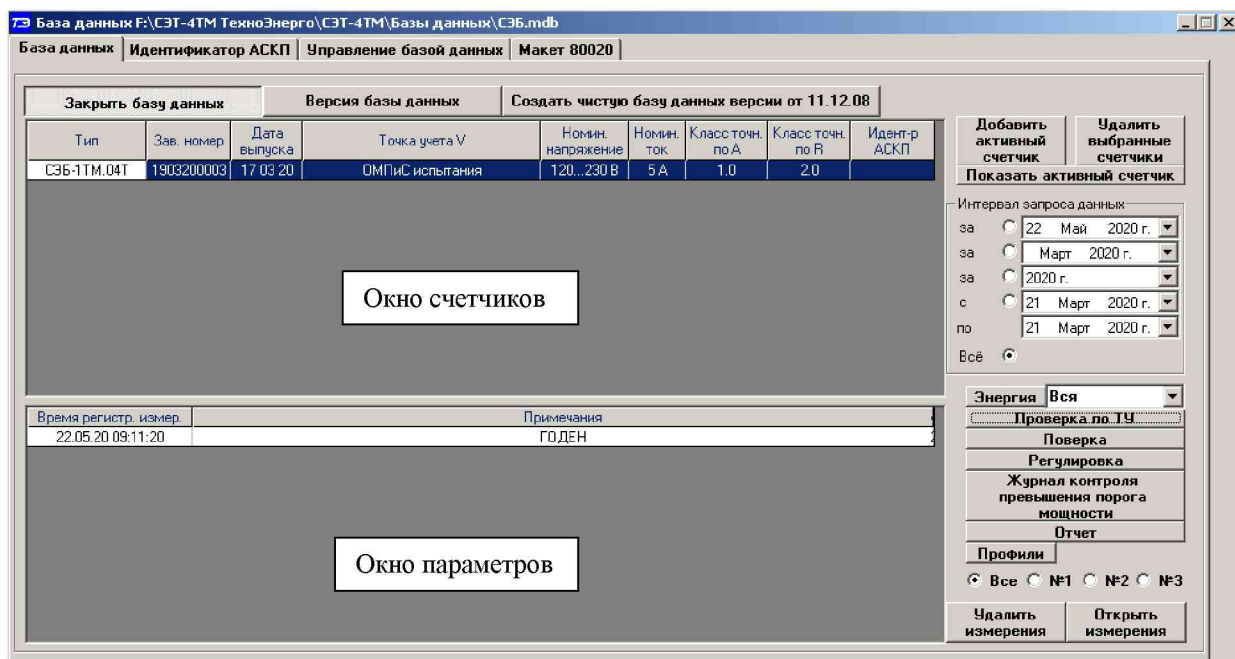 ТЭ База данных F:\СЭТ-4ТМ ТехноЭнерго\СЭТ-4ТМ\Базы данных\СЭБ.mdb
База данных Идентификатор АСКП Управление базой данных Макет 80020
Закрыть базу данных Версия базы данных Создать чистую базу данных версии от 11.12.08
Тип Зав. номер Дата выпуска Точка учета V Номин. напряжение Номин. ток Класс точн. по А Класс точн. по R Идент-р АСКП
СЭБ-1ТМ.04Т 1903200003 17 03 20 ОМПиС испытания 120...230 В 5 А 1.0 2.0
Окно счетчиков
Время регистр. измер. Примечания
22.05.20 09:11:20 ГОДЕН
Окно параметров
Добавить активный счетчик
Удалить выбранные счетчики
Показать активный счетчик
Интервал запроса данных
за 22 Май 2020 г.
за Март 2020 г.
за 2020 г.
с 21 Март 2020 г.
по 21 Март 2020 г.
Всё
Энергия Вся
Проверка по ТУ
Поверка
Регулировка
Журнал контроля
превышения порога
мощности
Отчет
Профили
Все №1 №2 №3
Удалить измерения
Открыть измерения